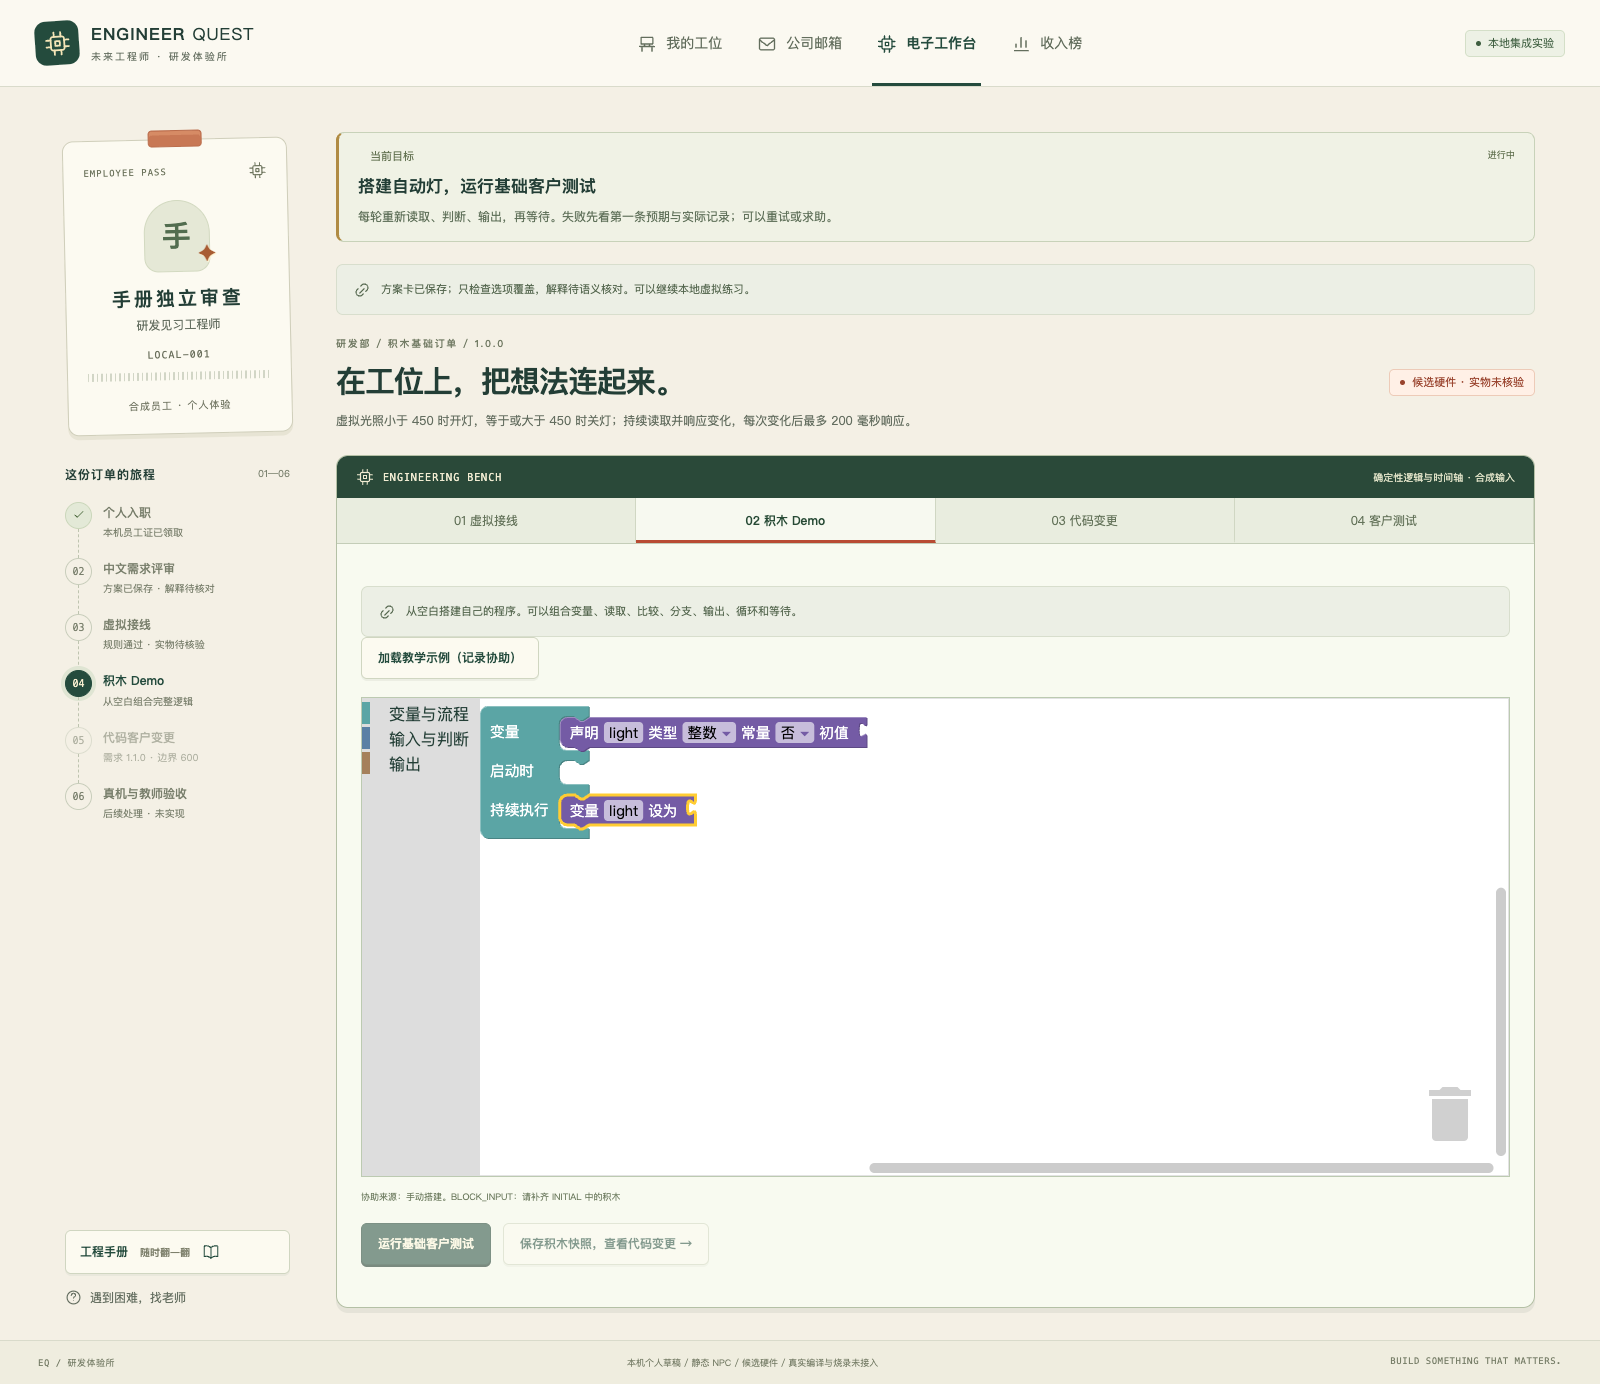 ENGINEER QUEST
未来工程师 · 研发体验所
我的工位
公司邮箱
电子工作台
收入榜
本地集成实验
EMPLOYEE PASS
手
手册独立审查
研发见习工程师
LOCAL-001
合成员工 · 个人体验
这份订单的旅程
01—06
个人入职
本机员工证已领取
02
中文需求评审
方案已保存 · 解释待核对
03
虚拟接线
规则通过 · 实物待核验
04
积木 Demo
从空白组合完整逻辑
05
代码客户变更
需求 1.1.0 · 边界 600
06
真机与教师验收
后续处理 · 未实现
工程手册 随时翻一翻
遇到困难，找老师
当前目标
进行中
搭建自动灯，运行基础客户测试
每轮重新读取、判断、输出，再等待。失败先看第一条预期与实际记录；可以重试或求助。
方案卡已保存；只检查选项覆盖，解释待语义核对。可以继续本地虚拟练习。
研发部 / 积木基础订单 / 1.0.0
在工位上，把想法连起来。
候选硬件 · 实物未核验
虚拟光照小于 450 时开灯，等于或大于 450 时关灯；持续读取并响应变化，每次变化后最多 200 毫秒响应。
ENGINEERING BENCH
确定性逻辑与时间轴 · 合成输入
01 虚拟接线
02 积木 Demo
03 代码变更
04 客户测试
从空白搭建自己的程序。可以组合变量、读取、比较、分支、输出、循环和等待。
加载教学示例（记录协助）
变量与流程
输入与判断
输出
变量
声明 light 类型 整数 常量 否 初值
启动时
持续执行
变量 light 设为
协助来源：手动搭建。BLOCK_INPUT：请补齐 INITIAL 中的积木
运行基础客户测试
保存积木快照，查看代码变更 →
EQ / 研发体验所
本机个人草稿 / 静态 NPC / 候选硬件 / 真实编译与烧录未接入
BUILD SOMETHING THAT MATTERS.